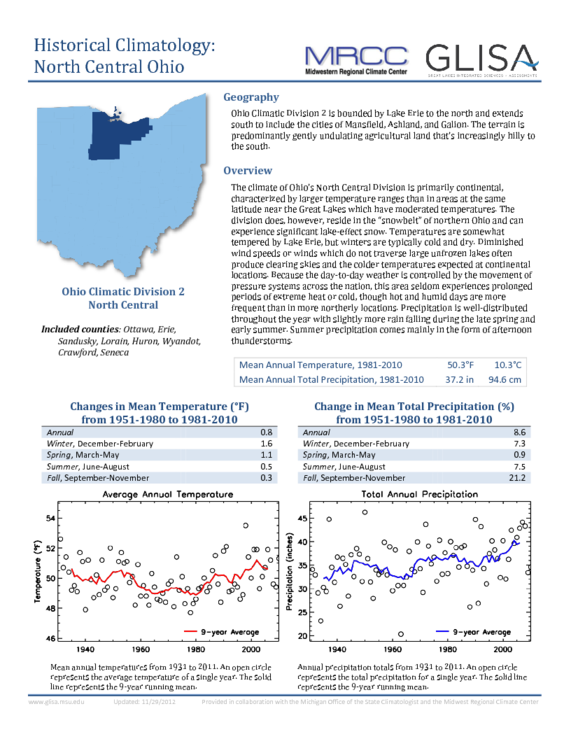 Historical Climatology:
North Central Ohio
MRCC
Midwestern Regional Climate Center
GLISA
GREAT LAKES INTEGRATED SCIENCES + ASSESSMENTS
Geography
Ohio Climatic Division 2 is bounded by Lake Erie to the north and extends
south to include the cities of Mansfield, Ashland, and Galion. The terrain is
predominantly gently undulating agricultural land that's increasingly hilly to
the south.
Overview
The climate of Ohio's North Central Division is primarily continental,
characterized by larger temperature ranges than in areas at the same
latitude near the Great Lakes which have moderated temperatures. The
division does, however, reside in the "snowbelt" of northern Ohio and can
experience significant lake-effect snow. Temperatures are somewhat
tempered by Lake Erie, but winters are typically cold and dry. Diminished
wind speeds or winds which do not traverse large unfrozen lakes often
produce clearing skies and the colder temperatures expected at continental
locations. Because the day-to-day weather is controlled by the movement of
pressure systems across the nation, this area seldom experiences prolonged
periods of extreme heat or cold, though hot and humid days are more
frequent than in more northerly locations. Precipitation is well-distributed
throughout the year with slightly more rain falling during the late spring and
early summer. Summer precipitation comes mainly in the form of afternoon
thunderstorms.
Ohio Climatic Division 2
North Central
Included counties: Ottawa, Erie,
Sandusky, Lorain, Huron, Wyandot,
Crawford, Seneca
Mean Annual Temperature, 1981-2010 50.3°F 10.3°C
Mean Annual Total Precipitation, 1981-2010 37.2 in 94.6 cm
Changes in Mean Temperature (°F)
from 1951-1980 to 1981-2010
Annual 0.8
Winter, December-February 1.6
Spring, March-May 1.1
Summer, June-August 0.5
Fall, September-November 0.3
Change in Mean Total Precipitation (%)
from 1951-1980 to 1981-2010
Annual 8.6
Winter, December-February 7.3
Spring, March-May 0.9
Summer, June-August 7.5
Fall, September-November 21.2
Average Annual Temperature
Temperature (°F)
54
52
50
48
46
1940 1960 1980 2000
9-year Average
Total Annual Precipitation
Precipitation (inches)
45
40
35
30
25
20
1940 1960 1980 2000
9-year Average
Mean annual temperatures from 1931 to 2011. An open circle
represents the average temperature of a single year. The solid
line represents the 9-year running mean.
Annual precipitation totals from 1931 to 2011. An open circle
represents the total precipitation for a single year. The solid line
represents the 9-year running mean.
www.glisa.msu.edu Updated: 11/29/2012 Provided in collaboration with the Michigan Office of the State Climatologist and the Midwest Regional Climate Center